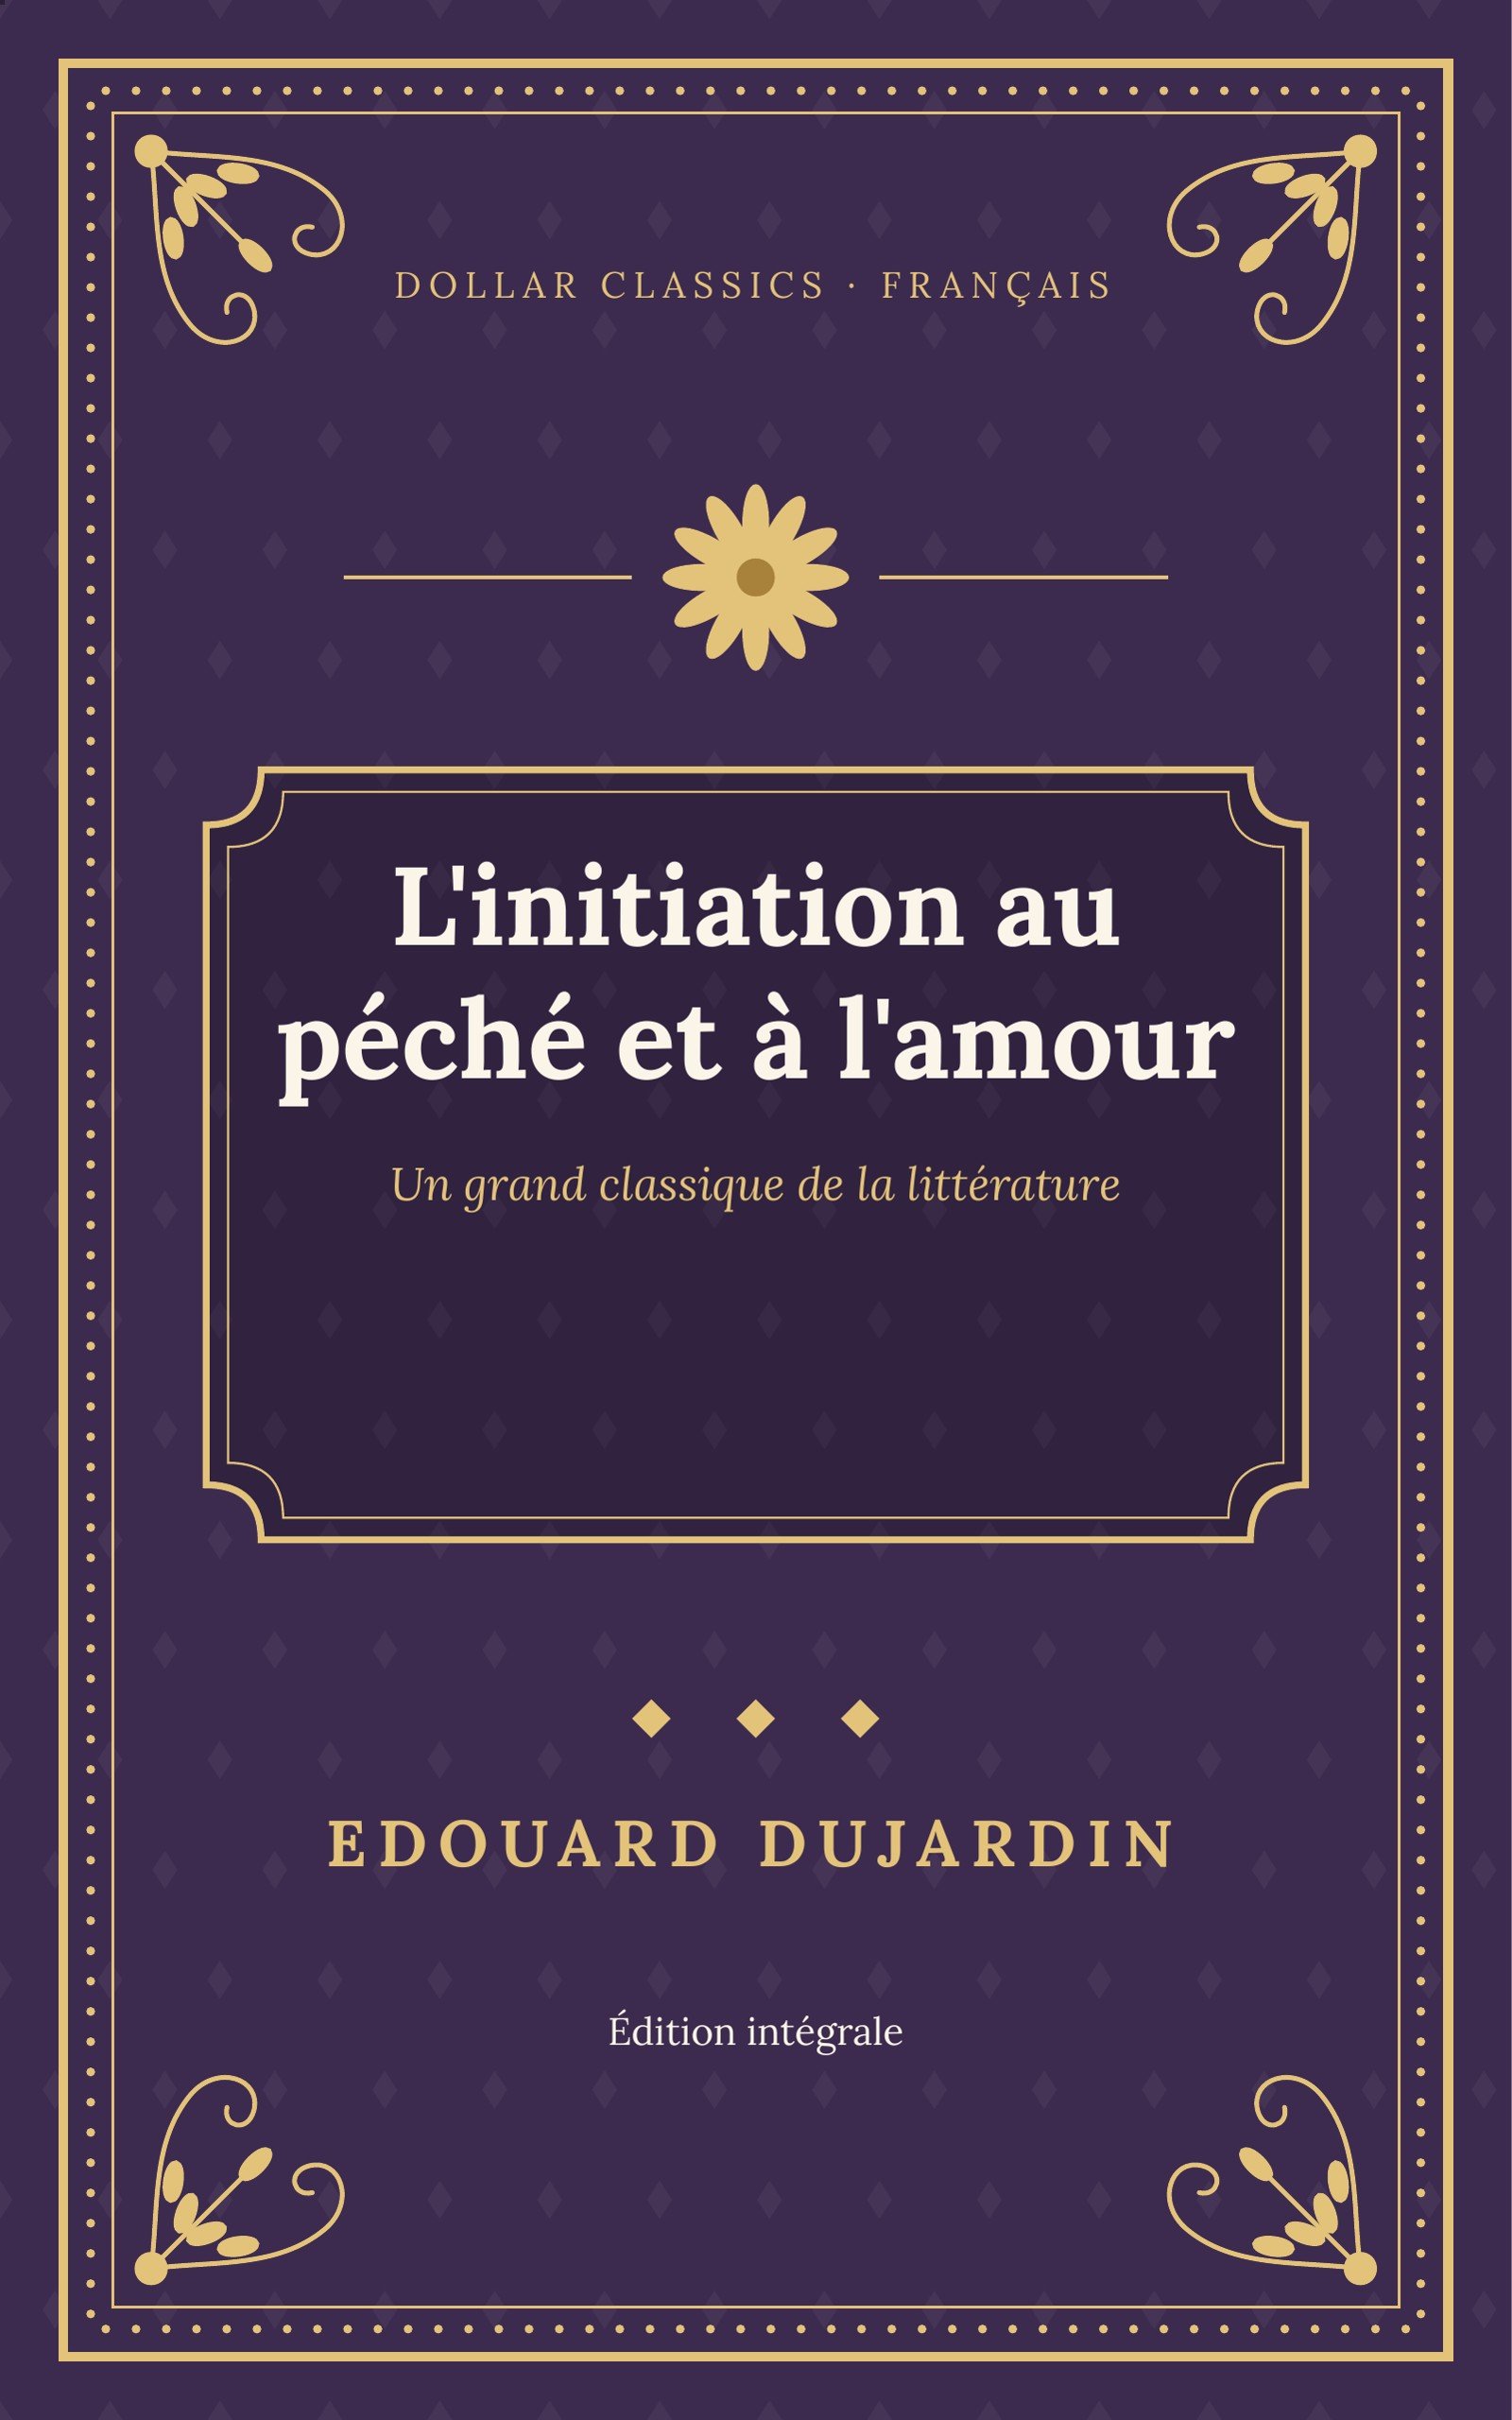 DOLLAR CLASSICS · FRANÇAIS
L'initiation au
péché et à l'amour
Un grand classique de la littérature
EDOUARD DUJARDIN
Édition intégrale